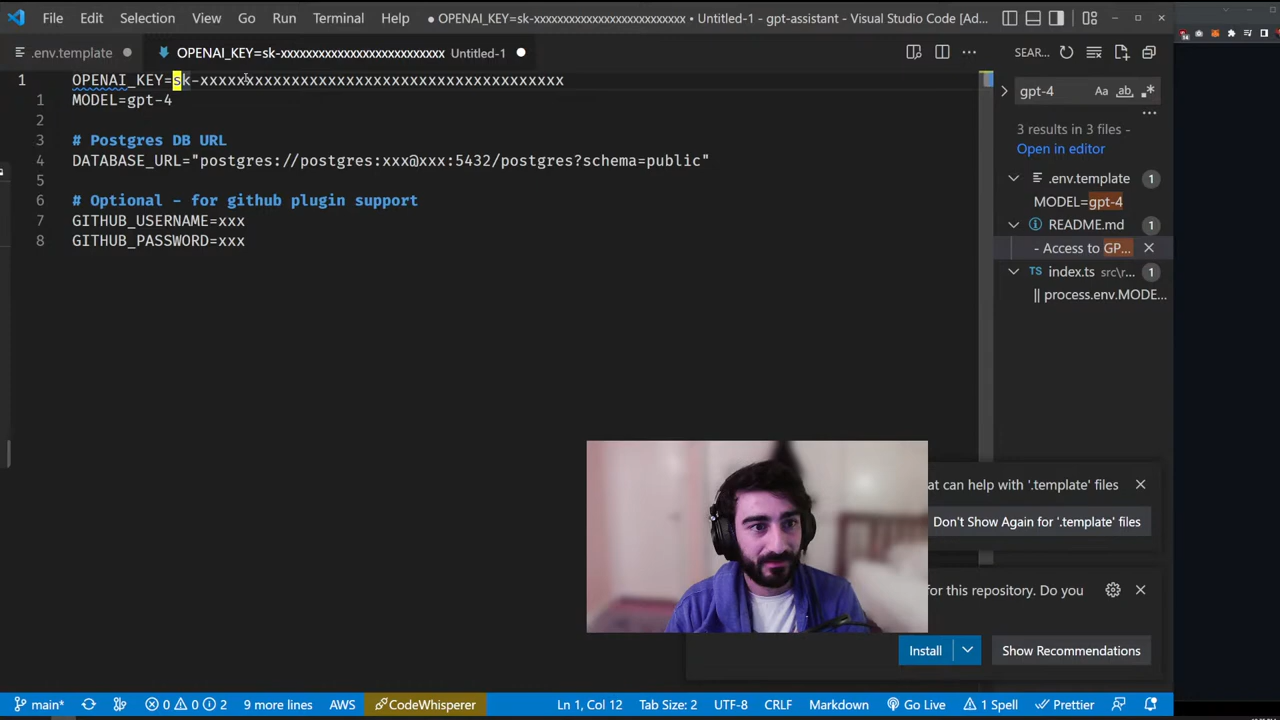 File Edit Selection View Go Run Terminal Help ● OPENAI_KEY=sk-xxxxxxxxxxxxxxxxxxxxxxxxxx • Untitled-1 - gpt-assistant - Visual Studio Code [Ad...
.env.template ● OPENAI_KEY=sk-xxxxxxxxxxxxxxxxxxxxxxxxxx Untitled-1 ●
1 OPENAI_KEY=sk-xxxxxxxxxxxxxxxxxxxxxxxxxxxxxxxxxxxxxxxx
1 MODEL=gpt-4
2
3 # Postgres DB URL
4 DATABASE_URL="postgres://postgres:xxx@xxx:5432/postgres?schema=public"
5
6 # Optional - for github plugin support
7 GITHUB_USERNAME=xxx
8 GITHUB_PASSWORD=xxx
SEAR...
gpt-4 Aa ab
3 results in 3 files -
Open in editor
.env.template 1
MODEL=gpt-4
README.md 1
- Access to GP...
TS index.ts src\r... 1
|| process.env.MODE...
at can help with '.template' files
Don't Show Again for '.template' files
for this repository. Do you
Install Show Recommendations
main* 0 0 2 9 more lines AWS CodeWhisperer Ln 1, Col 12 Tab Size: 2 UTF-8 CRLF Markdown Go Live 1 Spell Prettier